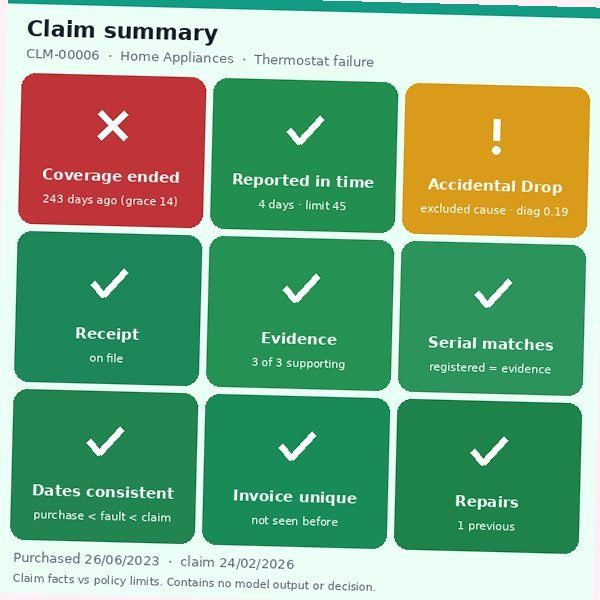 Claim summary
CLM-00006 · Home Appliances · Thermostat failure
Coverage ended
243 days ago (grace 14)
Reported in time
4 days · limit 45
Accidental Drop
excluded cause · diag 0.19
Receipt
on file
Evidence
3 of 3 supporting
Serial matches
registered = evidence
Dates consistent
purchase < fault < claim
Invoice unique
not seen before
Repairs
1 previous
Purchased 26/06/2023 · claim 24/02/2026
Claim facts vs policy limits. Contains no model output or decision.